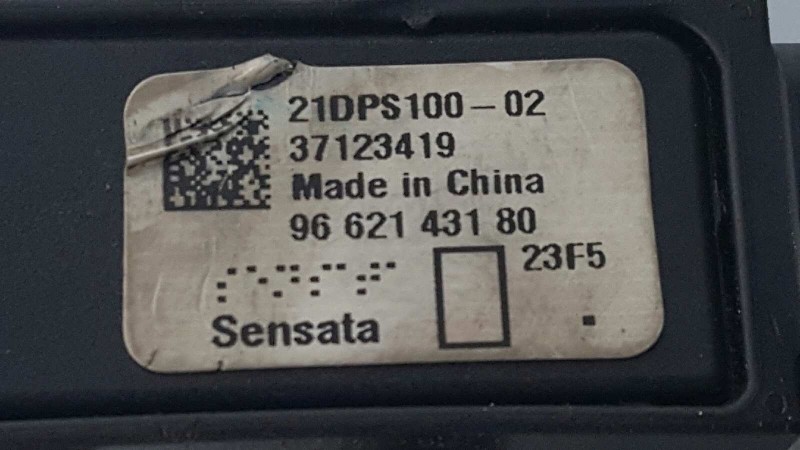 21DPS100-02
37123419
Made in China
96 621 431 80
23F5
Sensata